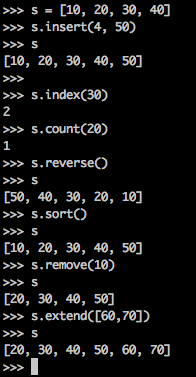 >>> s = [10, 20, 30, 40]
>>> s.insert(4, 50)
>>> s
[10, 20, 30, 40, 50]
>>>
>>> s.index(30)
2
>>> s.count(20)
1
>>> s.reverse()
>>> s
[50, 40, 30, 20, 10]
>>> s.sort()
>>> s
[10, 20, 30, 40, 50]
>>> s.remove(10)
>>> s
[20, 30, 40, 50]
>>> s.extend([60,70])
>>> s
[20, 30, 40, 50, 60, 70]
>>>